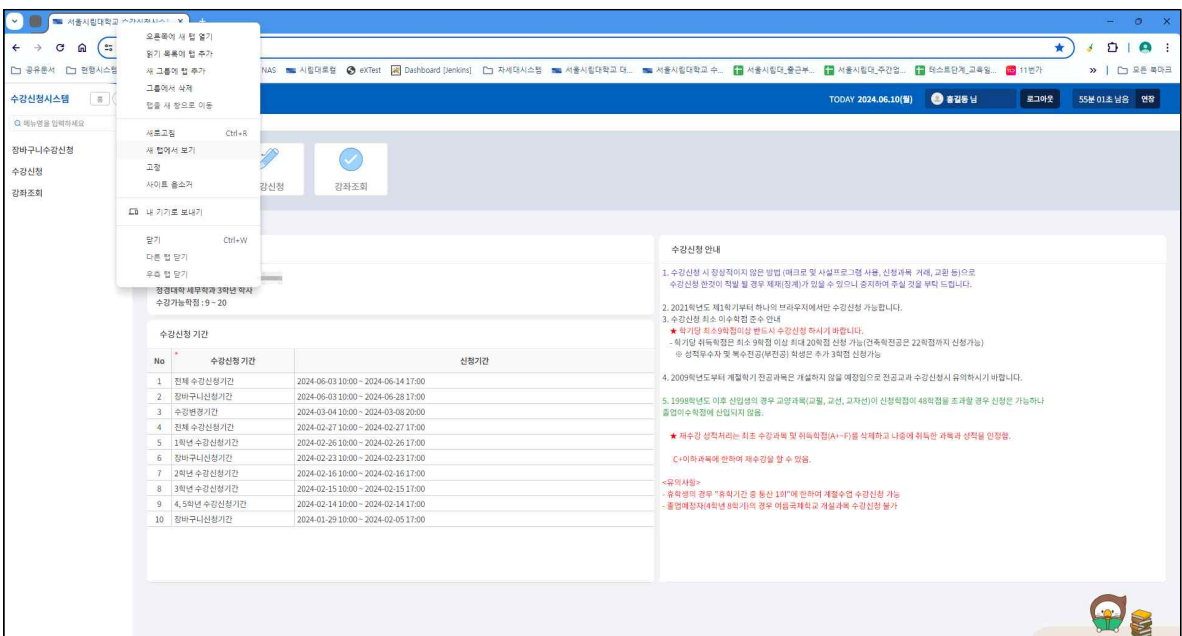 서울시립대학교 수강신청시스
공유문서
현행시스템
NAS
시립대로컬
eXTest
Dashboard [Jenkins]
차세대시스템
서울시립대학교 대...
서울시립대학교 수...
서울시립대_출근부...
서울시립대_주간업...
테스트단계_교육일...
11번가
»
모든 북마크
오른쪽에 새 탭 열기
읽기 목록에 탭 추가
새 그룹에 탭 추가
그룹에서 삭제
탭을 새 창으로 이동
새로고침 Ctrl+R
새 탭에서 보기
고정
사이트 음소거
내 기기로 보내기
닫기 Ctrl+W
다른 탭 닫기
우측 탭 닫기
수강신청시스템
TODAY 2024.06.10(월)
홍길동 님
로그아웃
55분 01초 남음 연장
메뉴명을 입력하세요
장바구니수강신청
수강신청
강좌조회
강신청
강좌조회
정경대학 세무학과 3학년 학사
수강가능학점 : 9 ~ 20
수강신청 기간
No * 수강신청 기간 신청기간
1 전체 수강신청기간 2024-06-03 10:00 ~ 2024-06-14 17:00
2 장바구니신청기간 2024-06-03 10:00 ~ 2024-06-28 17:00
3 수강변경기간 2024-03-04 10:00 ~ 2024-03-08 20:00
4 전체 수강신청기간 2024-02-27 10:00 ~ 2024-02-27 17:00
5 1학년 수강신청기간 2024-02-26 10:00 ~ 2024-02-26 17:00
6 장바구니신청기간 2024-02-23 10:00 ~ 2024-02-23 17:00
7 2학년 수강신청기간 2024-02-16 10:00 ~ 2024-02-16 17:00
8 3학년 수강신청기간 2024-02-15 10:00 ~ 2024-02-15 17:00
9 4, 5학년 수강신청기간 2024-02-14 10:00 ~ 2024-02-14 17:00
10 장바구니신청기간 2024-01-29 10:00 ~ 2024-02-05 17:00
수강신청 안내
1. 수강신청 시 정상적이지 않은 방법 (매크로 및 사설프로그램 사용, 신청과목 거래, 교환 등)으로
수강신청 한것이 적발 될 경우 제재(징계)가 있을 수 있으니 중지하여 주실 것을 부탁 드립니다.
2. 2021학년도 제1학기부터 하나의 브라우저에서만 수강신청 가능합니다.
3. 수강신청 최소 이수학점 준수 안내
★ 학기당 최소9학점이상 반드시 수강신청 하시기 바랍니다.
- 학기당 취득학점은 최소 9학점 이상 최대 20학점 신청 가능(건축학전공은 22학점까지 신청가능)
※ 성적우수자 및 복수전공(부전공) 학생은 추가 3학점 신청가능
4. 2009학년도부터 계절학기 전공과목은 개설하지 않을 예정임으로 전공교과 수강신청시 유의하시기 바랍니다.
5. 1998학년도 이후 신입생의 경우 교양과목(교필, 교선, 교자선)이 신청학점이 48학점을 초과할 경우 신청은 가능하나
졸업이수학점에 산입되지 않음.
★ 재수강 성적처리는 최초 수강과목 및 취득학점(A+~F)를 삭제하고 나중에 취득한 과목과 성적을 인정함.
C+이하과목에 한하여 재수강을 할 수 있음.
<유의사항>
- 휴학생의 경우 "휴학기간 중 통산 1회"에 한하여 계절수업 수강신청 가능
- 졸업예정자(4학년 8학기)의 경우 여름국제학교 개설과목 수강신청 불가